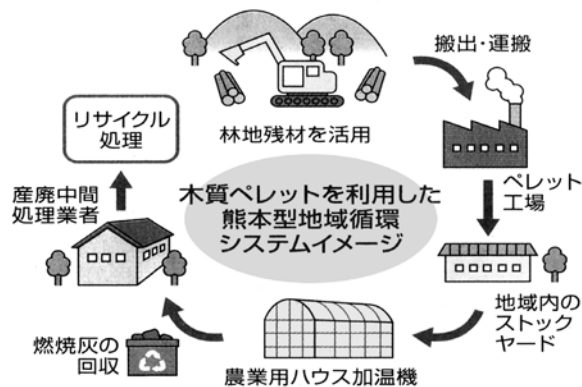 搬出・運搬
林地残材を活用
リサイクル
処理
木質ペレットを利用した
熊本型地域循環
システムイメージ
ペレット
工場
産廃中間
処理業者
地域内の
ストック
ヤード
燃焼灰の
回収
農業用ハウス加温機